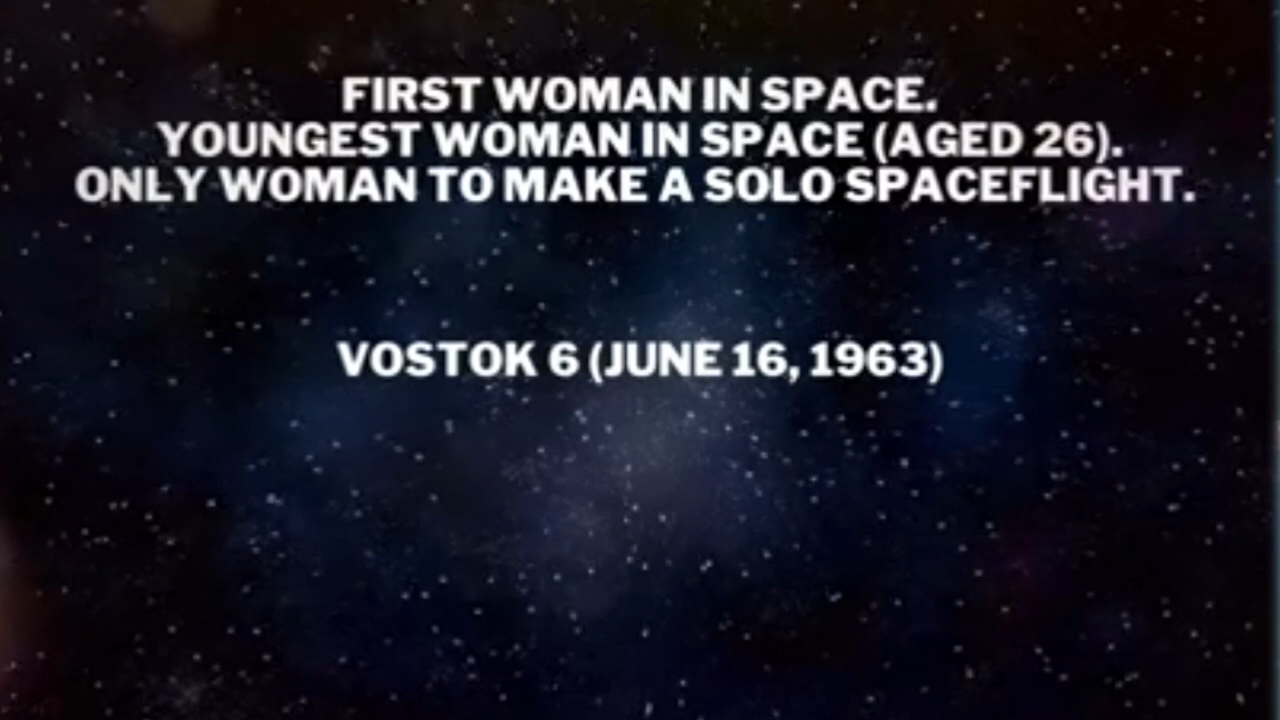 FIRST WOMAN IN SPACE.
YOUNGEST WOMAN IN SPACE (AGED 26).
ONLY WOMAN TO MAKE A SOLO SPACEFLIGHT.
VOSTOK 6 (JUNE 16, 1963)